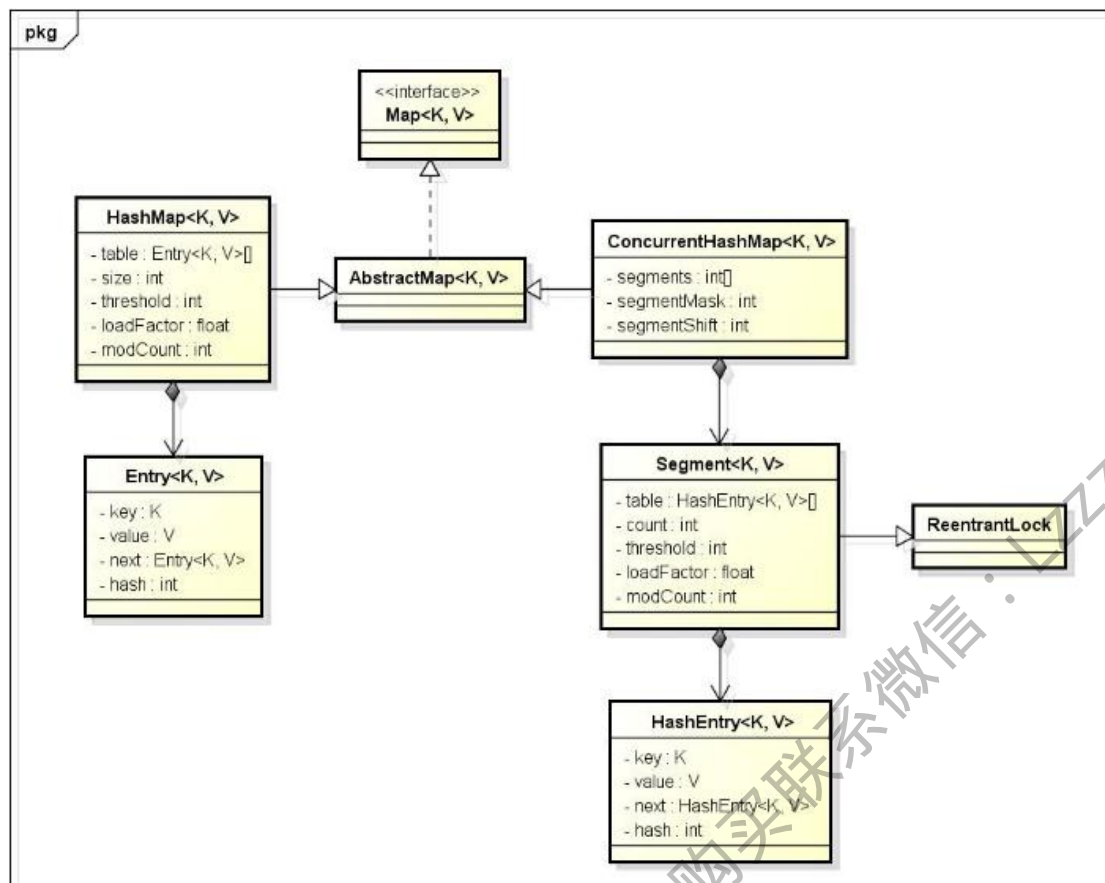 pkg
<<interface>>
Map<K, V>
HashMap<K, V>
- table : Entry<K, V>[]
- size : int
- threshold : int
- loadFactor : float
- modCount : int
AbstractMap<K, V>
ConcurrentHashMap<K, V>
- segments : int[]
- segmentMask : int
- segmentShift : int
Entry<K, V>
- key : K
- value : V
- next : Entry<K, V>
- hash : int
Segment<K, V>
- table : HashEntry<K, V>[]
- count : int
- threshold : int
- loadFactor : float
- modCount : int
ReentrantLock
HashEntry<K, V>
- key : K
- value : V
- next : HashEntry<K, V>
- hash : int
购买联系微信：